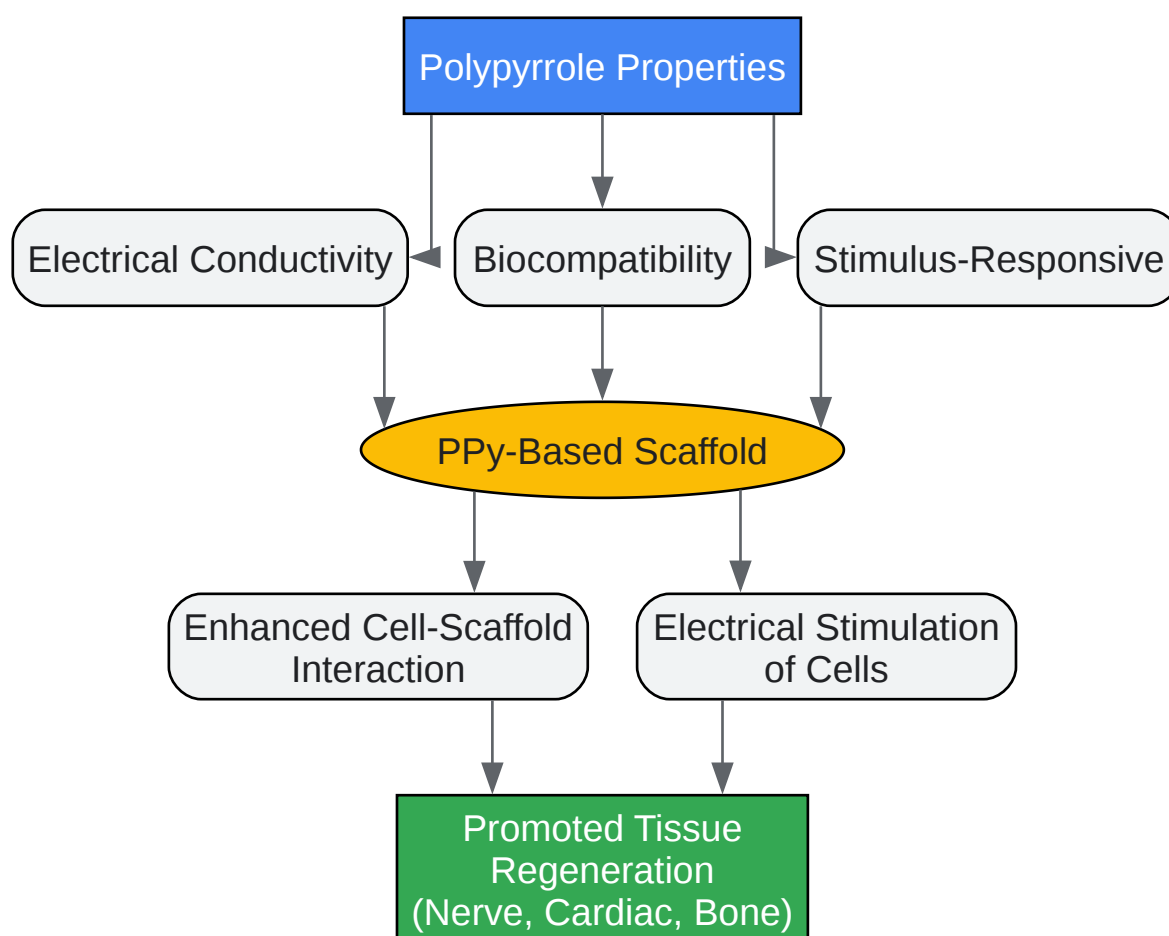 Polypyrrole Properties
Electrical Conductivity
Biocompatibility
Stimulus-Responsive
PPy-Based Scaffold
Enhanced Cell-Scaffold
Interaction
Electrical Stimulation
of Cells
Promoted Tissue
Regeneration
(Nerve, Cardiac, Bone)